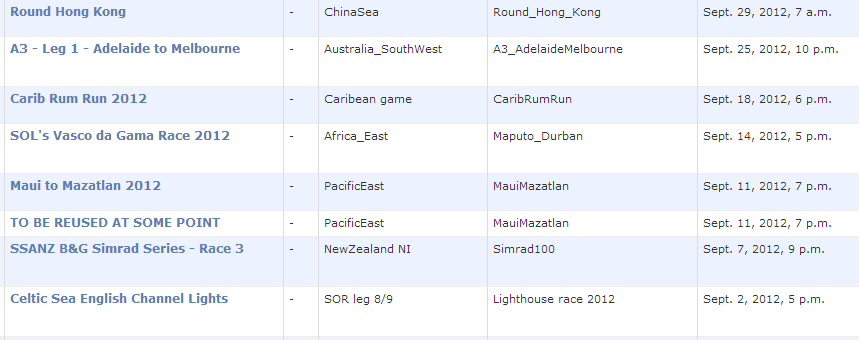 Round Hong Kong - ChinaSea Round_Hong_Kong Sept. 29, 2012, 7 a.m.
A3 - Leg 1 - Adelaide to Melbourne - Australia_SouthWest A3_AdelaideMelbourne Sept. 25, 2012, 10 p.m.
Carib Rum Run 2012 - Caribean game CaribRumRun Sept. 18, 2012, 6 p.m.
SOL's Vasco da Gama Race 2012 - Africa_East Maputo_Durban Sept. 14, 2012, 5 p.m.
Maui to Mazatlan 2012 - PacificEast MauiMazatlan Sept. 11, 2012, 7 p.m.
TO BE REUSED AT SOME POINT - PacificEast MauiMazatlan Sept. 11, 2012, 7 p.m.
SSANZ B&G Simrad Series - Race 3 - NewZealand NI Simrad100 Sept. 7, 2012, 9 p.m.
Celtic Sea English Channel Lights - SOR leg 8/9 Lighthouse race 2012 Sept. 2, 2012, 5 p.m.